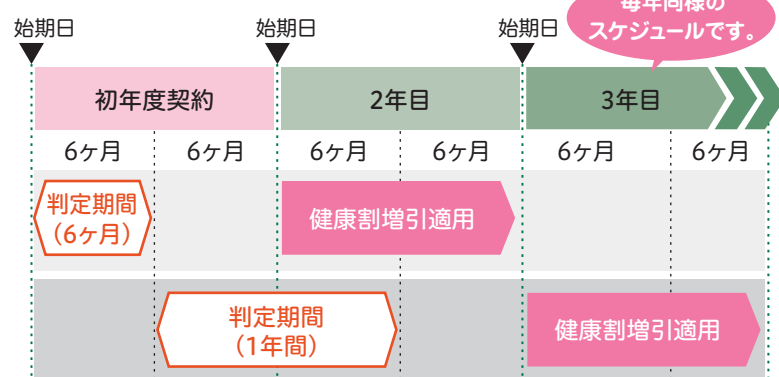 毎年同様の
スケジュールです。
始期日
始期日
始期日
初年度契約
2年目
3年目
6ヶ月
6ヶ月
6ヶ月
6ヶ月
6ヶ月
6ヶ月
判定期間
（6ヶ月）
健康割増引適用
判定期間
（1年間）
健康割増引適用